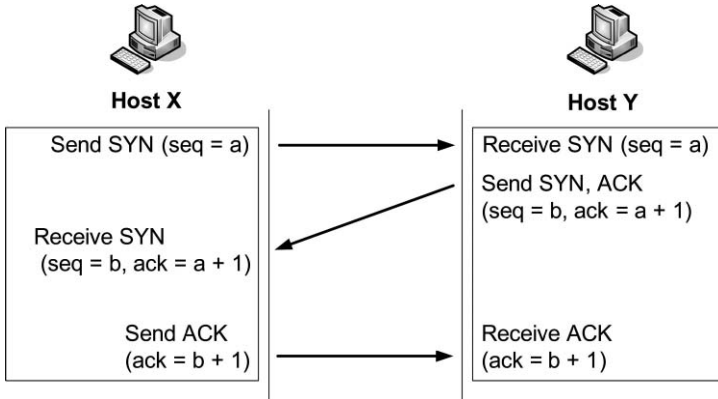 Host X
Host Y
Send SYN (seq = a)
Receive SYN (seq = a)
Send SYN, ACK
(seq = b, ack = a + 1)
Receive SYN
(seq = b, ack = a + 1)
Send ACK
(ack = b + 1)
Receive ACK
(ack = b + 1)